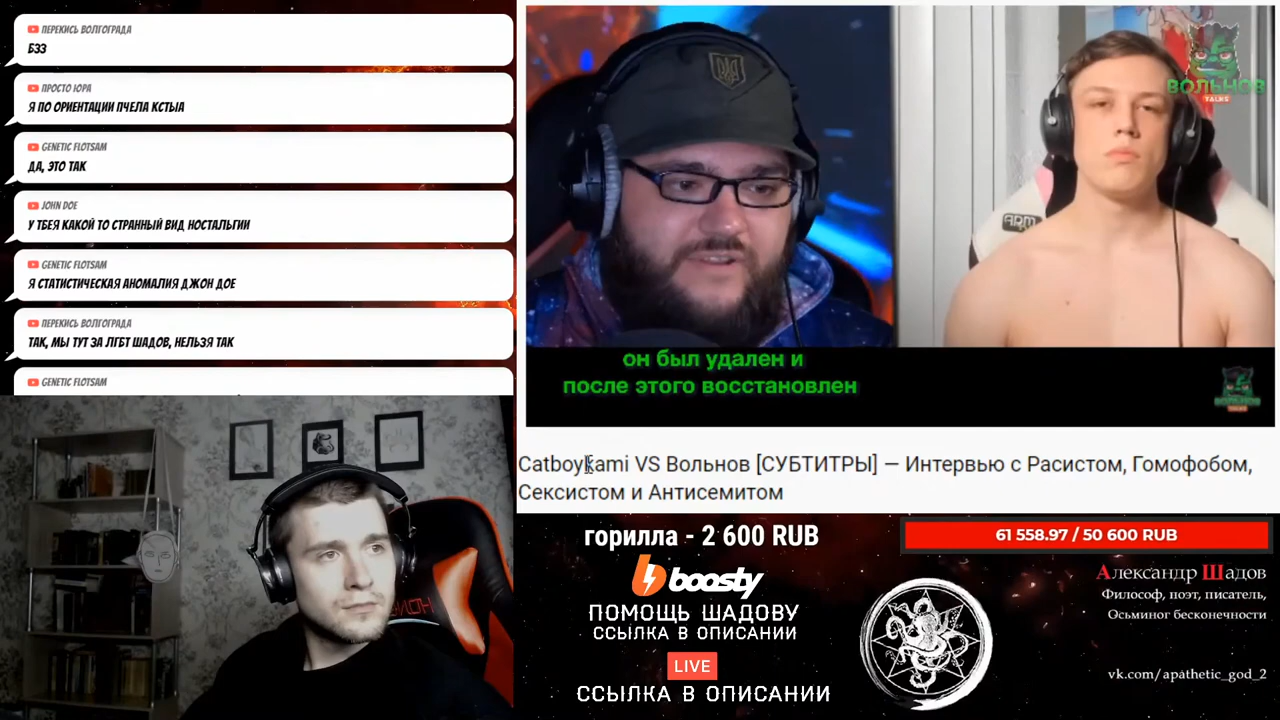 ПЕРЕКИСЬ ВОЛГОГРАДА
БЗЗ
ПРОСТО ЮРА
Я ПО ОРИЕНТАЦИИ ПЧЕЛА КСТЫА
GENETIC FLOTSAM
ДА, ЭТО ТАК
JOHN DOE
У ТБЕЯ КАКОЙ ТО СТРАННЫЙ ВИД НОСТАЛЬГИИ
GENETIC FLOTSAM
Я СТАТИСТИЧЕСКАЯ АНОМАЛИЯ ДЖОН ДОЕ
ПЕРЕКИСЬ ВОЛГОГРАДА
ТАК, МЫ ТУТ ЗА ЛГБТ ШАДОВ, НЕЛЬЗЯ ТАК
GENETIC FLOTSAM
ВОЛЬНОВ
TALKS
он был удален и
после этого восстановлен
ВОЛЬНОВ
TALKS
CatboyKami VS Вольнов [СУБТИТРЫ] — Интервью с Расистом, Гомофобом,
Сексистом и Антисемитом
горилла - 2 600 RUB
boosty
ПОМОЩЬ ШАДОВУ
ССЫЛКА В ОПИСАНИИ
LIVE
ССЫЛКА В ОПИСАНИИ
61 558.97 / 50 600 RUB
Александр Шадов
Философ, поэт, писатель,
Осьминог бесконечности
vk.com/apathetic_god_2